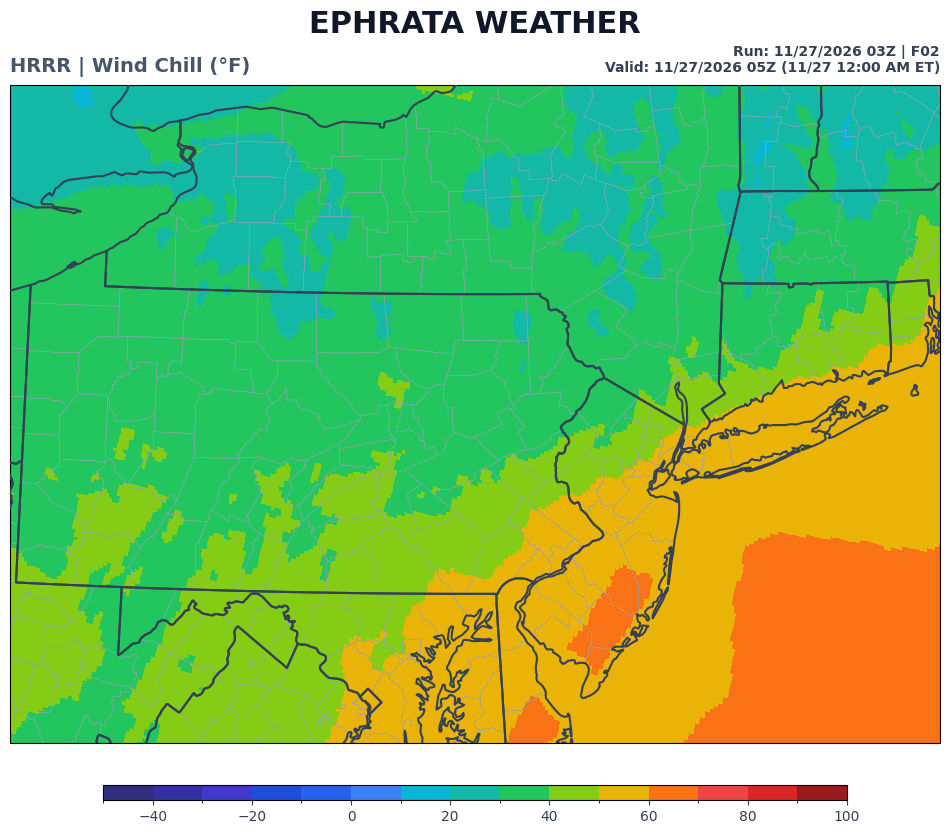 EPHRATA WEATHER
HRRR | Wind Chill (°F)
Run: 11/27/2026 03Z | F02
Valid: 11/27/2026 05Z (11/27 12:00 AM ET)
−40 −20 0 20 40 60 80 100